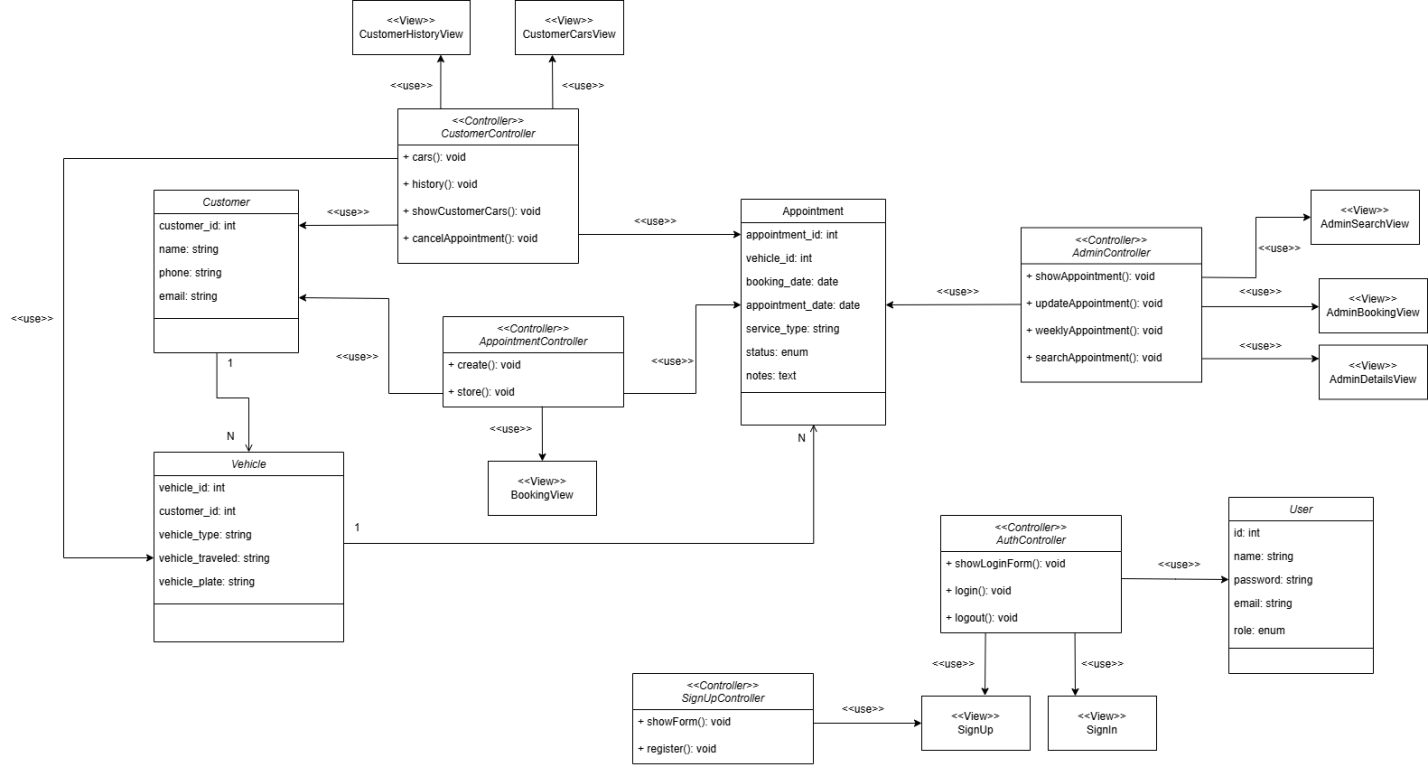 <<View>>
CustomerHistoryView
<<View>>
CustomerCarsView
<<use>>
<<use>>
<<Controller>>
CustomerController
+ cars(): void
+ history(): void
+ showCustomerCars(): void
+ cancelAppointment(): void
Customer
customer_id: int
name: string
phone: string
email: string
<<use>>
<<use>>
<<use>>
Appointment
appointment_id: int
vehicle_id: int
booking_date: date
appointment_date: date
service_type: string
status: enum
notes: text
<<use>>
<<Controller>>
AdminController
+ showAppointment(): void
+ updateAppointment(): void
+ weeklyAppointment(): void
+ searchAppointment(): void
<<View>>
AdminSearchView
<<use>>
<<use>>
<<View>>
AdminBookingView
<<use>>
<<View>>
AdminDetailsView
<<Controller>>
AppointmentController
+ create(): void
+ store(): void
<<use>>
<<use>>
<<use>>
<<View>>
BookingView
1
N
Vehicle
vehicle_id: int
customer_id: int
vehicle_type: string
vehicle_traveled: string
vehicle_plate: string
1
N
<<Controller>>
AuthController
+ showLoginForm(): void
+ login(): void
+ logout(): void
<<use>>
User
id: int
name: string
password: string
email: string
role: enum
<<use>>
<<use>>
<<Controller>>
SignUpController
+ showForm(): void
+ register(): void
<<use>>
<<View>>
SignUp
<<View>>
SignIn